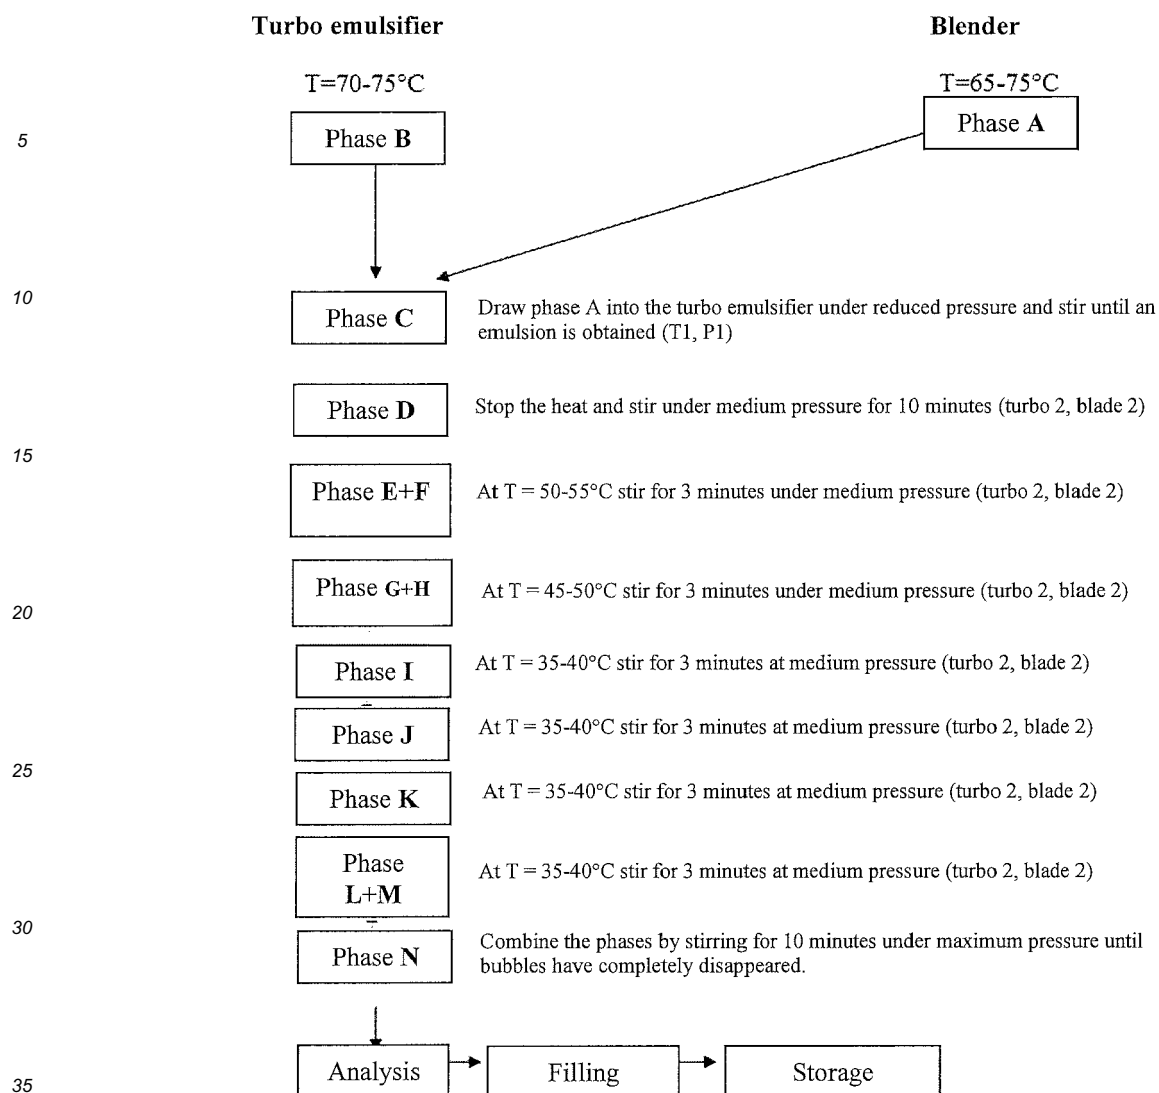 Turbo emulsifier
Blender
T=70-75°C
T=65-75°C
5
Phase B
Phase A
10
Phase C
Draw phase A into the turbo emulsifier under reduced pressure and stir until an
emulsion is obtained (T1, P1)
Phase D
Stop the heat and stir under medium pressure for 10 minutes (turbo 2, blade 2)
15
Phase E+F
At T = 50-55°C stir for 3 minutes under medium pressure (turbo 2, blade 2)
Phase G+H
At T = 45-50°C stir for 3 minutes under medium pressure (turbo 2, blade 2)
20
Phase I
At T = 35-40°C stir for 3 minutes at medium pressure (turbo 2, blade 2)
Phase J
At T = 35-40°C stir for 3 minutes at medium pressure (turbo 2, blade 2)
25
Phase K
At T = 35-40°C stir for 3 minutes at medium pressure (turbo 2, blade 2)
Phase
L+M
At T = 35-40°C stir for 3 minutes at medium pressure (turbo 2, blade 2)
30
Phase N
Combine the phases by stirring for 10 minutes under maximum pressure until
bubbles have completely disappeared.
Analysis
Filling
Storage
35